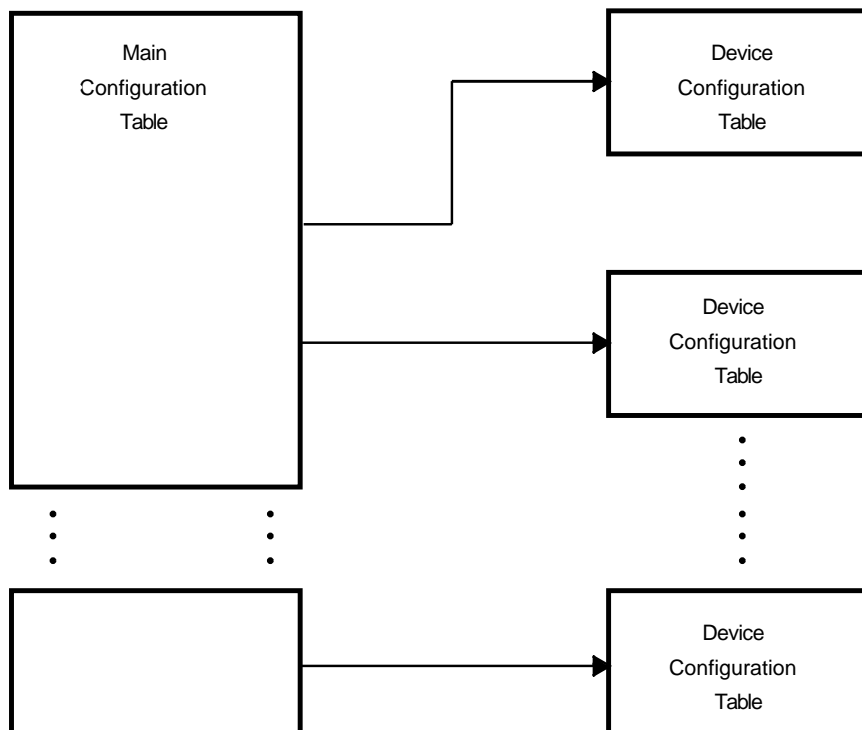 Main
Configuration
Table
Device
Configuration
Table
Device
Configuration
Table
Device
Configuration
Table